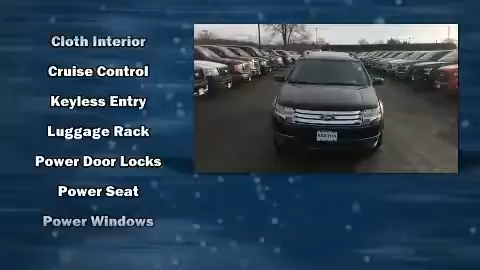 Cloth Interior
Cruise Control
Keyless Entry
Luggage Rack
Power Door Locks
Power Seat
Power Windows